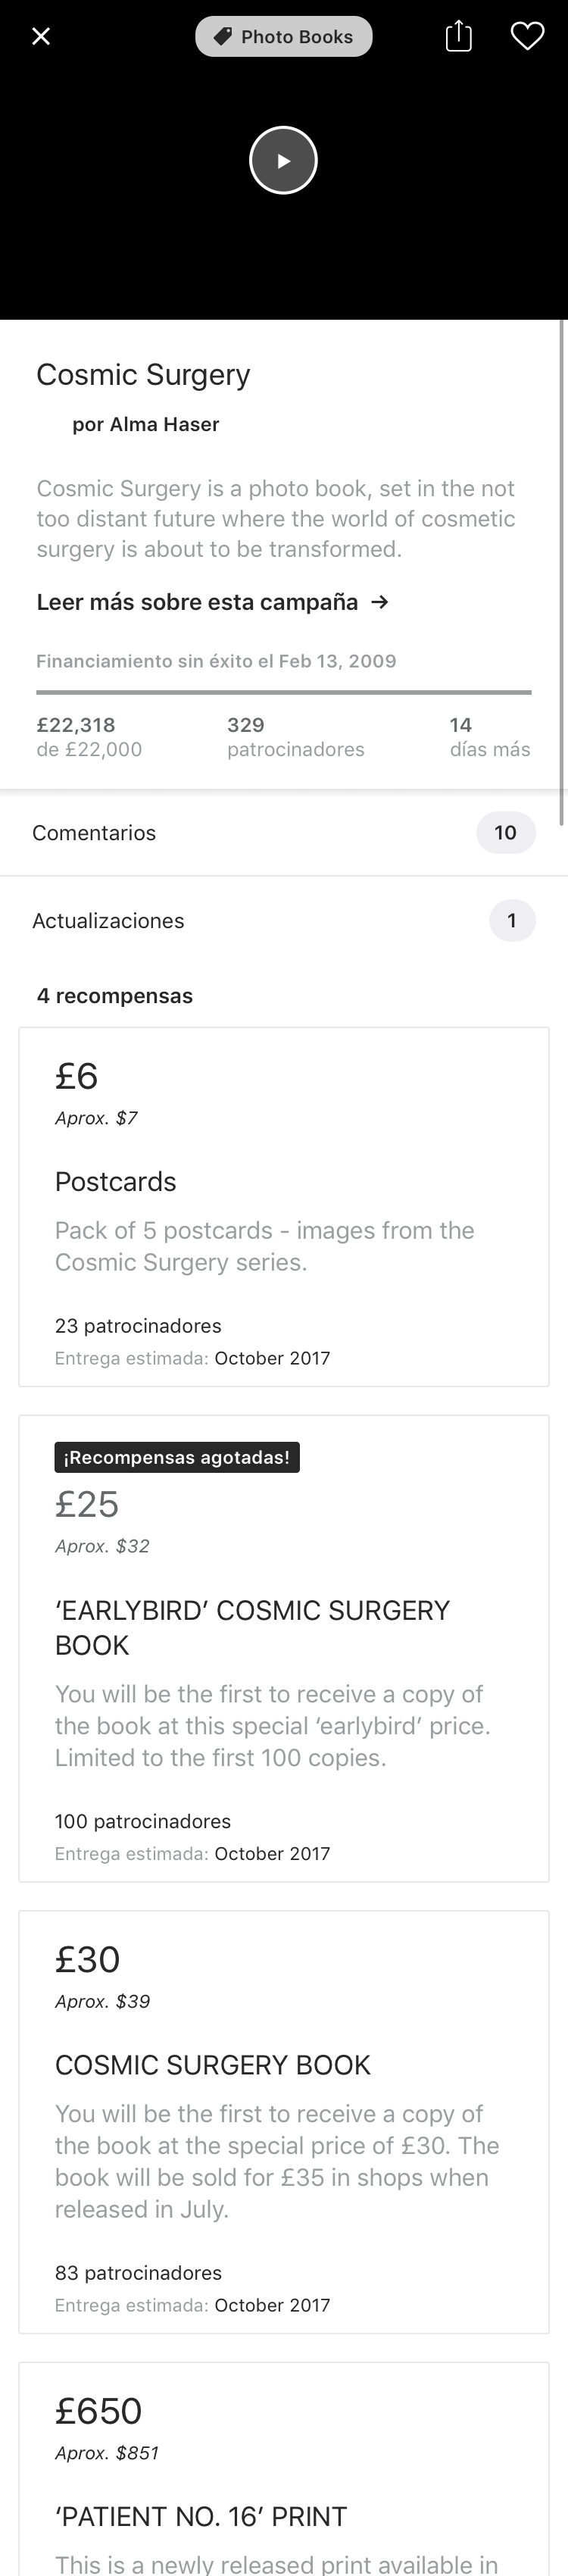 Photo Books
Cosmic Surgery
por Alma Haser
Cosmic Surgery is a photo book, set in the not
too distant future where the world of cosmetic
surgery is about to be transformed.
Leer más sobre esta campaña →
Financiamiento sin éxito el Feb 13, 2009
£22,318 329 14
de £22,000 patrocinadores días más
Comentarios 10
Actualizaciones 1
4 recompensas
£6
Aprox. $7
Postcards
Pack of 5 postcards - images from the
Cosmic Surgery series.
23 patrocinadores
Entrega estimada: October 2017
¡Recompensas agotadas!
£25
Aprox. $32
‘EARLYBIRD’ COSMIC SURGERY
BOOK
You will be the first to receive a copy of
the book at this special ‘earlybird’ price.
Limited to the first 100 copies.
100 patrocinadores
Entrega estimada: October 2017
£30
Aprox. $39
COSMIC SURGERY BOOK
You will be the first to receive a copy of
the book at the special price of £30. The
book will be sold for £35 in shops when
released in July.
83 patrocinadores
Entrega estimada: October 2017
£650
Aprox. $851
‘PATIENT NO. 16’ PRINT
This is a newly released print available in